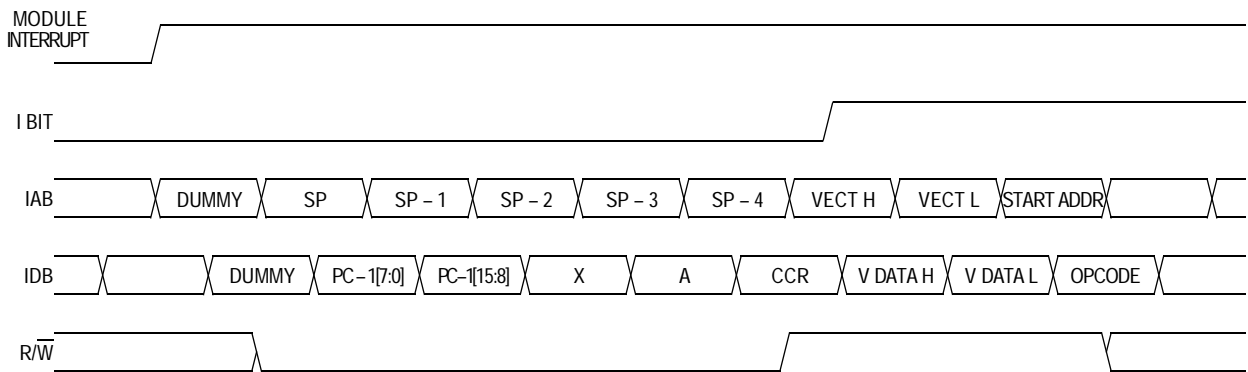 MODULE
INTERRUPT
I BIT
IAB DUMMY SP SP – 1 SP – 2 SP – 3 SP – 4 VECT H VECT L START ADDR
IDB DUMMY PC – 1[7:0] PC–1[15:8] X A CCR V DATA H V DATA L OPCODE
R/W̅